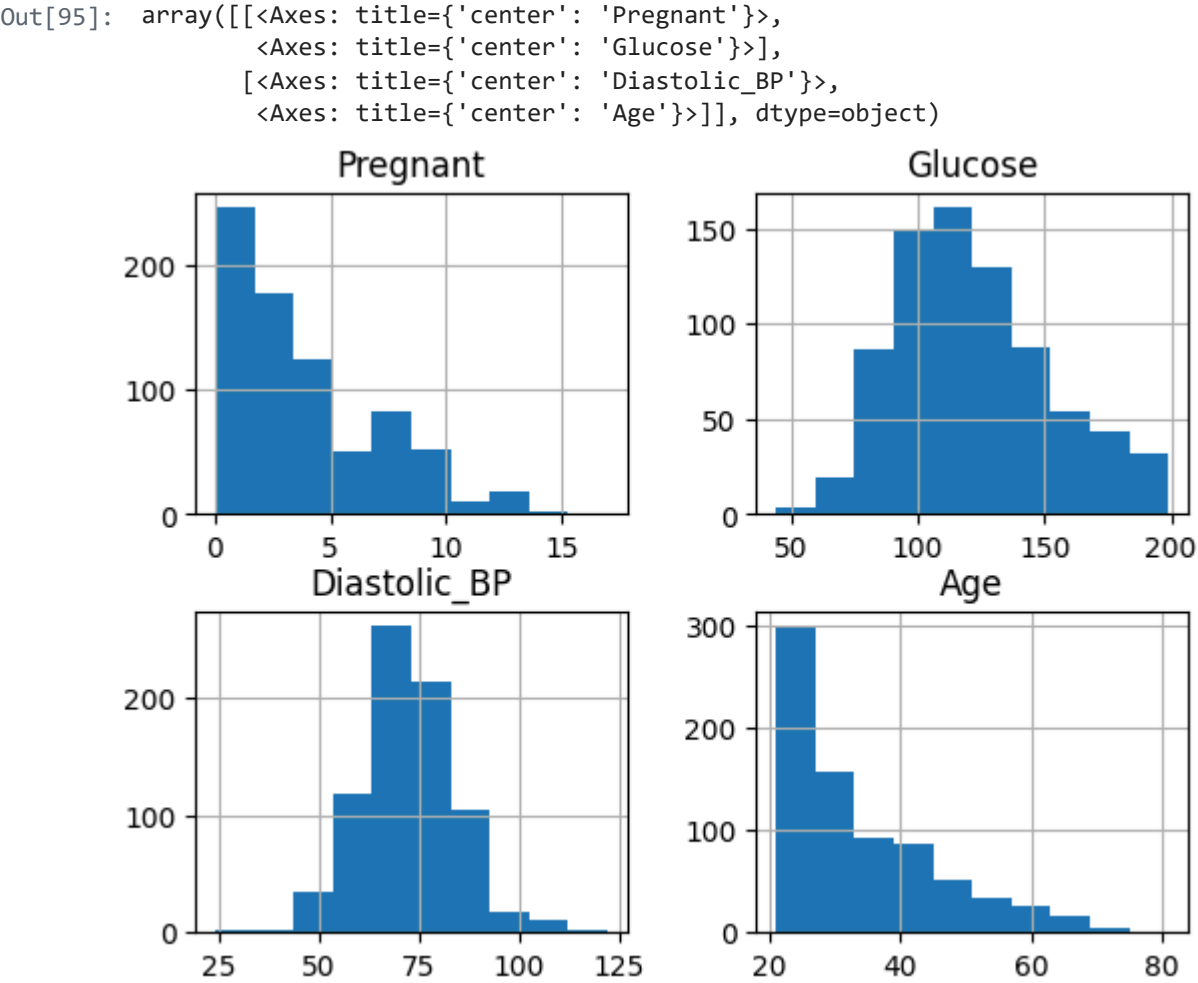 Out[95]: array([[<Axes: title={'center': 'Pregnant'}>,
<Axes: title={'center': 'Glucose'}>],
[<Axes: title={'center': 'Diastolic_BP'}>,
<Axes: title={'center': 'Age'}>]], dtype=object)
Pregnant
200
100
0
0 5 10 15
Glucose
150
100
50
0
50 100 150 200
Diastolic_BP
200
100
0
25 50 75 100 125
Age
300
200
100
0
20 40 60 80